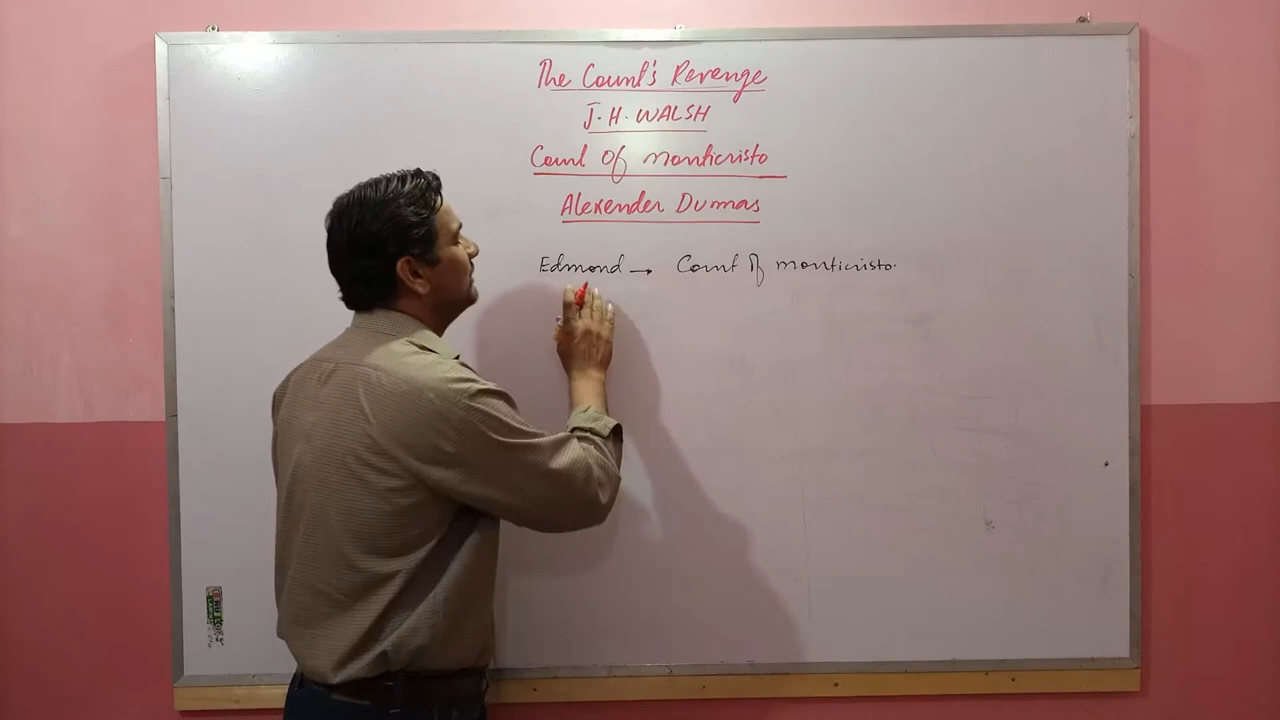 The Count's Revenge
J. H. WALSH
Count of monticristo
Alexender Dumas
Edmond → Count of monticristo.